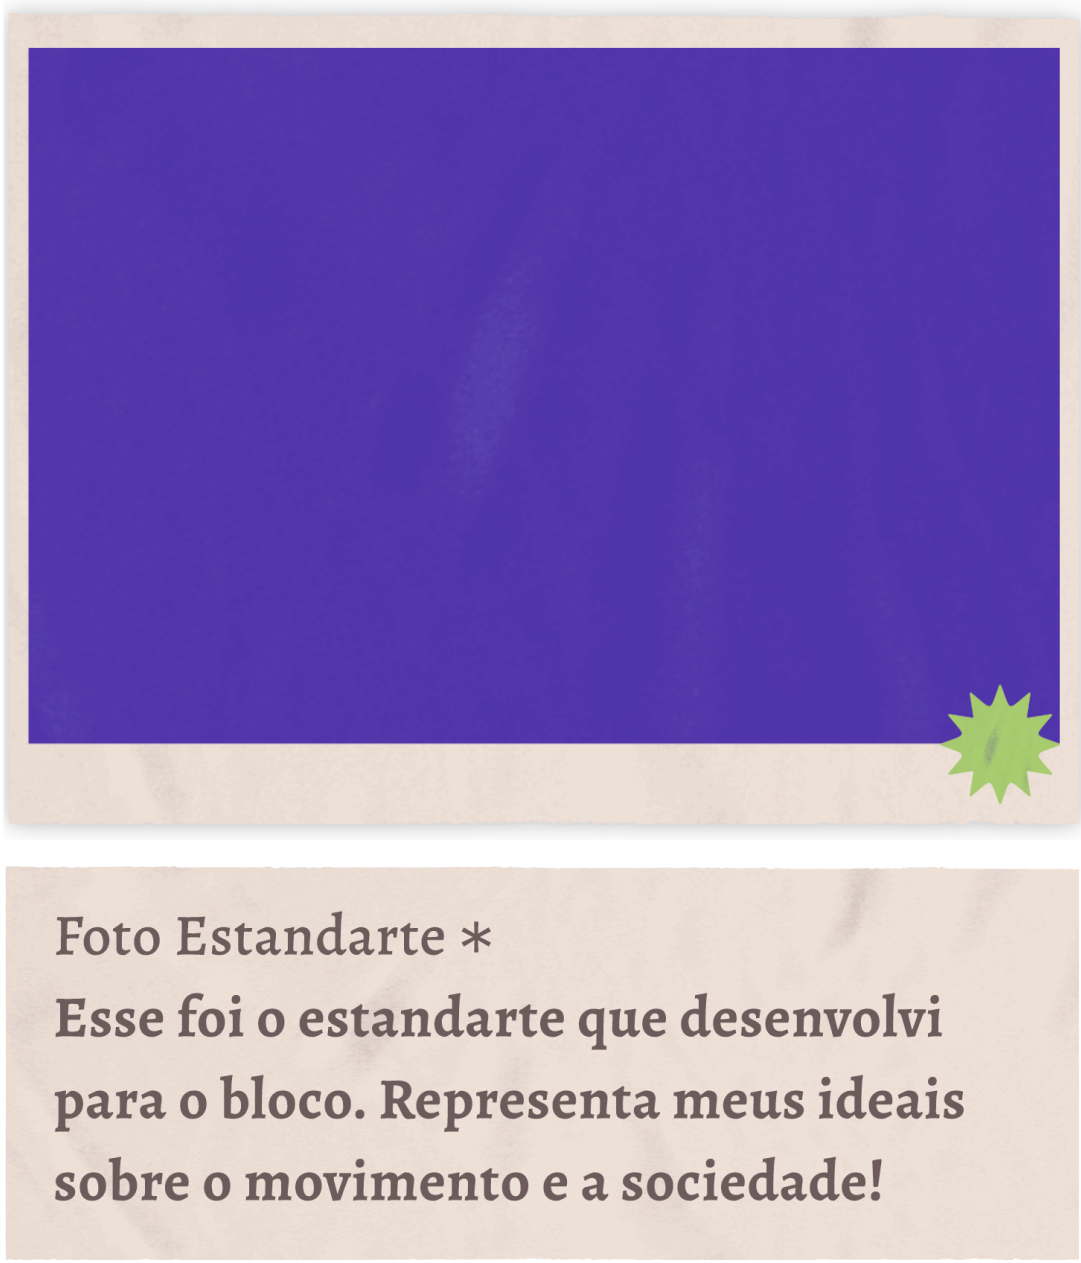 Foto Estandarte *
Esse foi o estandarte que desenvolvi
para o bloco. Representa meus ideais
sobre o movimento e a sociedade!